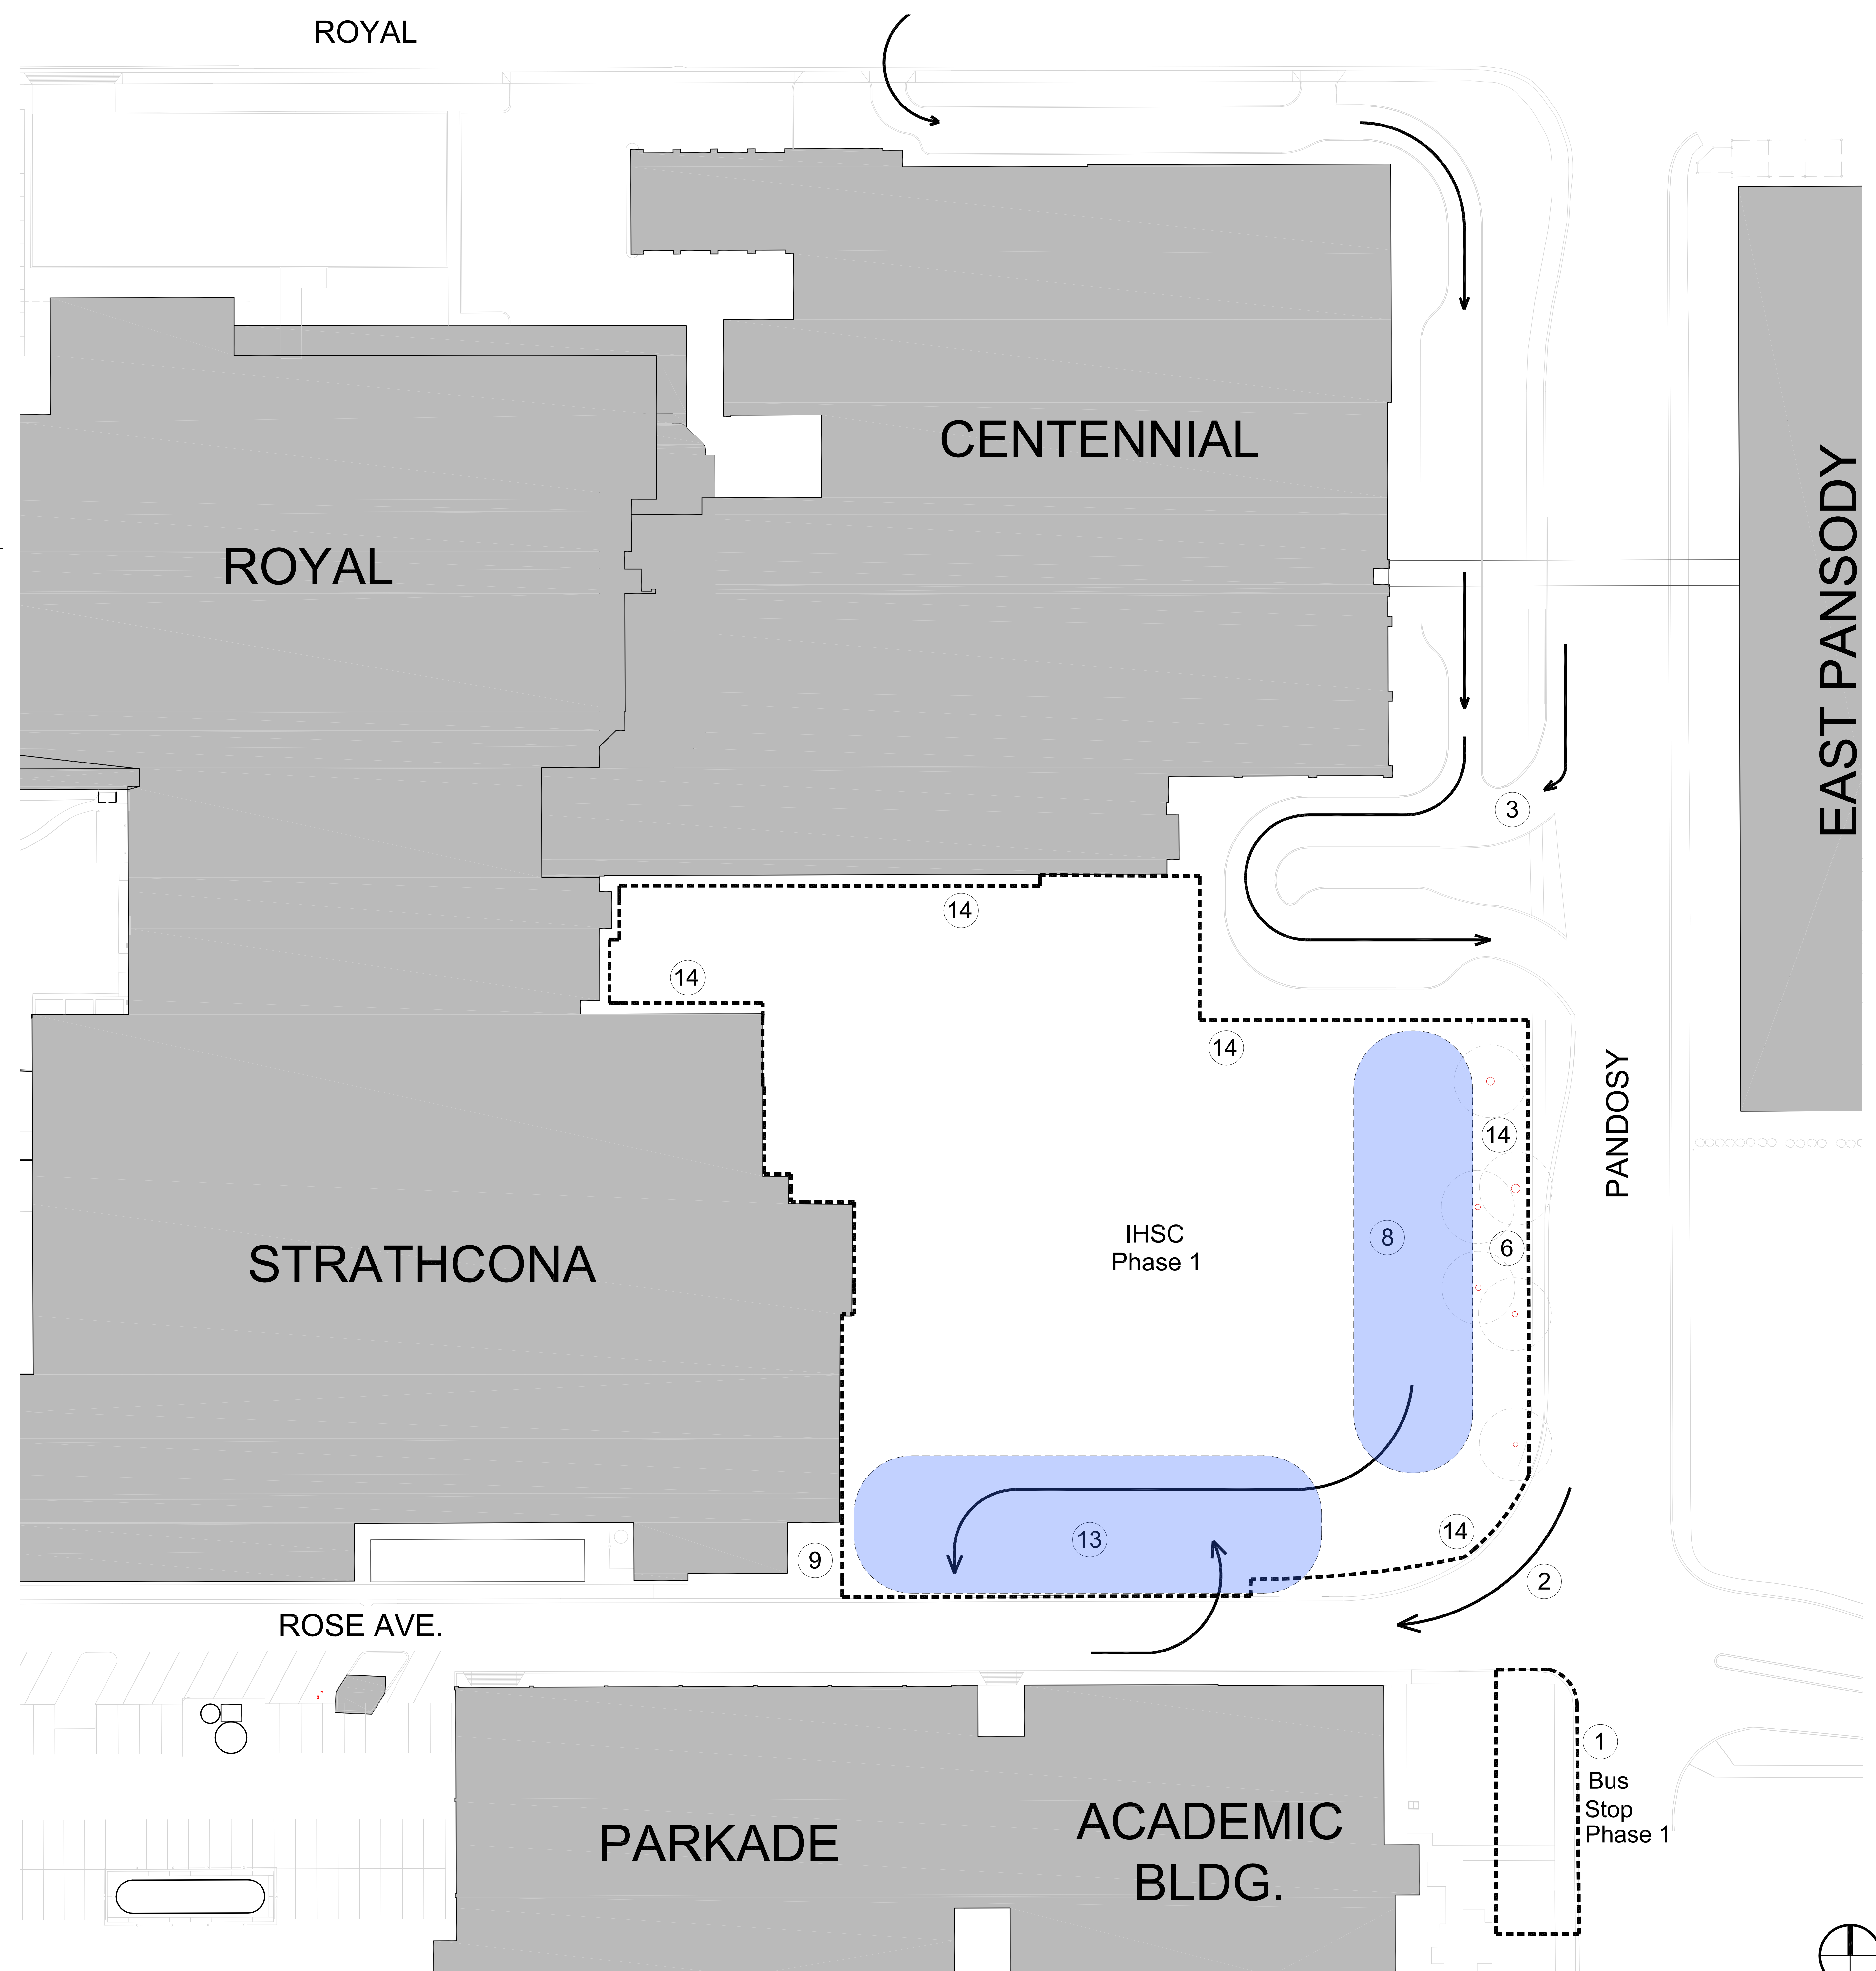 ROYAL
CENTENNIAL
ROYAL
EAST PANSODY
3
14
14
14
PANDOSY
14
IHSC
Phase 1
8
6
STRATHCONA
14
13
9
2
ROSE AVE.
1
Bus
Stop
Phase 1
PARKADE
ACADEMIC
BLDG.